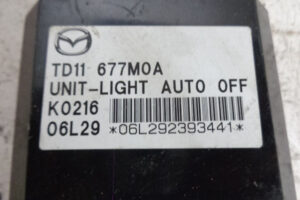 TD11 677M0A
UNIT-LIGHT AUTO OFF
K0216
06L29 *06L292393441*